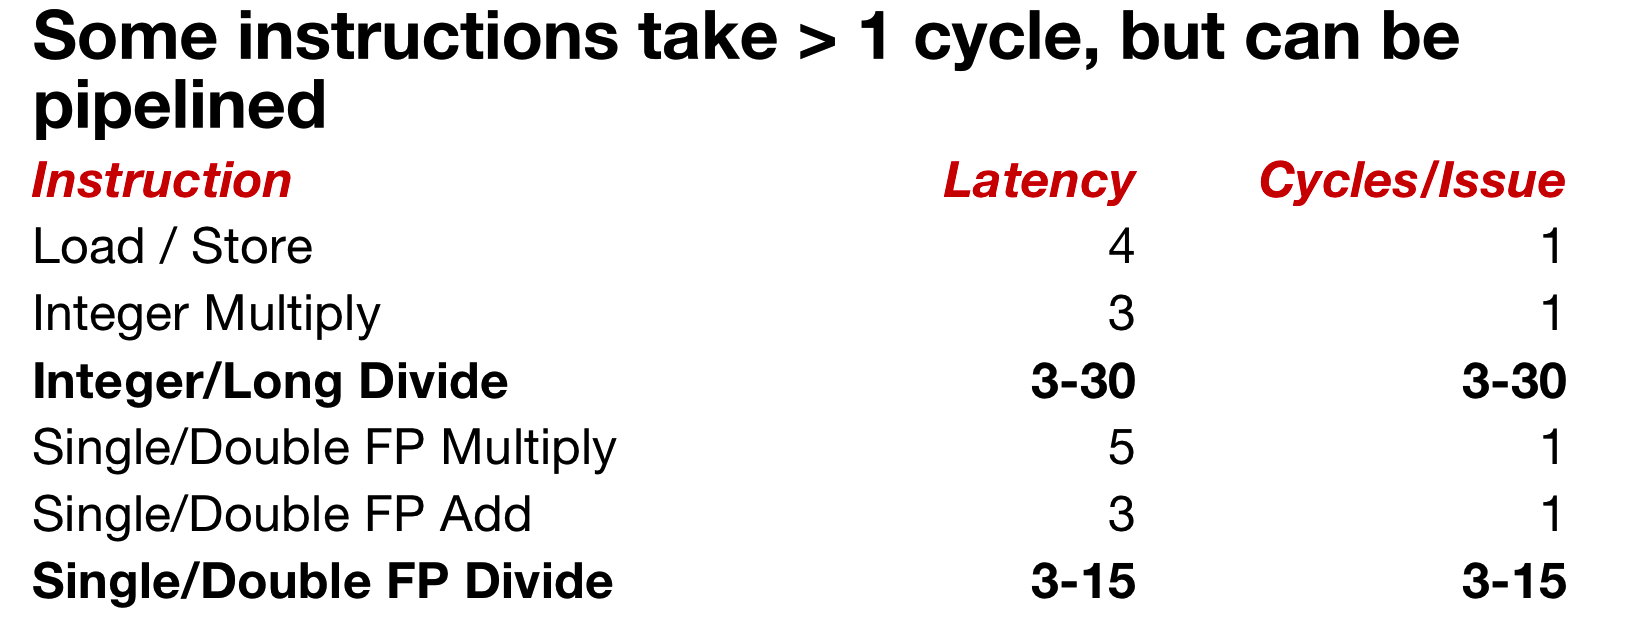 Some instructions take > 1 cycle, but can be
pipelined
Instruction Latency Cycles/Issue
Load / Store 4 1
Integer Multiply 3 1
Integer/Long Divide 3-30 3-30
Single/Double FP Multiply 5 1
Single/Double FP Add 3 1
Single/Double FP Divide 3-15 3-15